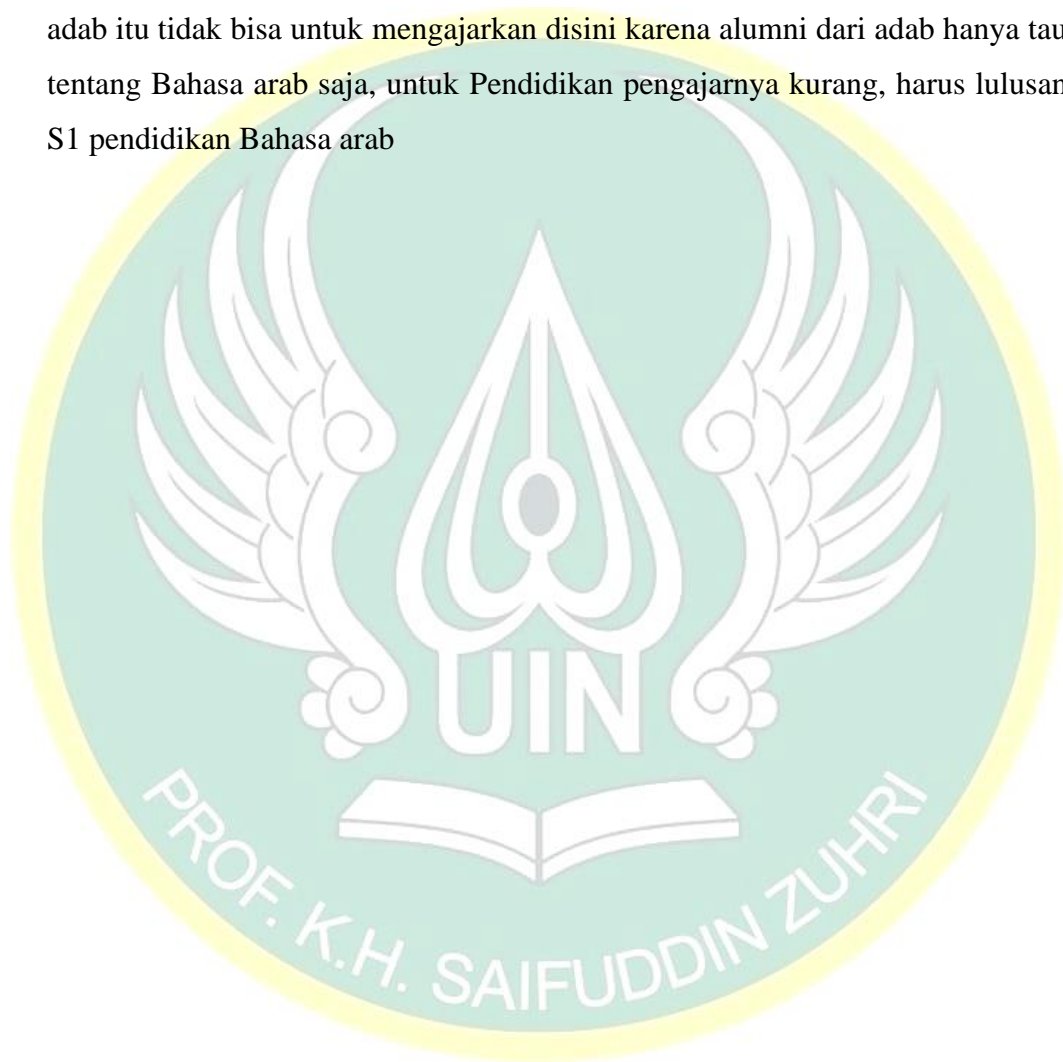 adab itu tidak bisa untuk mengajarkan disini karena alumni dari adab hanya tau
tentang Bahasa arab saja, untuk Pendidikan pengajarnya kurang, harus lulusan
S1 pendidikan Bahasa arab
UIN
PROF. K.H. SAIFUDDIN ZUHRI